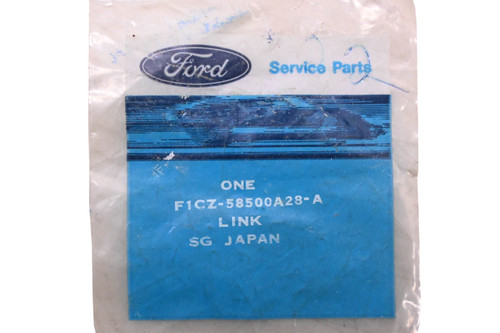 Ford
Service Parts
ONE
F1CZ-58500A28-A
LINK
SG JAPAN